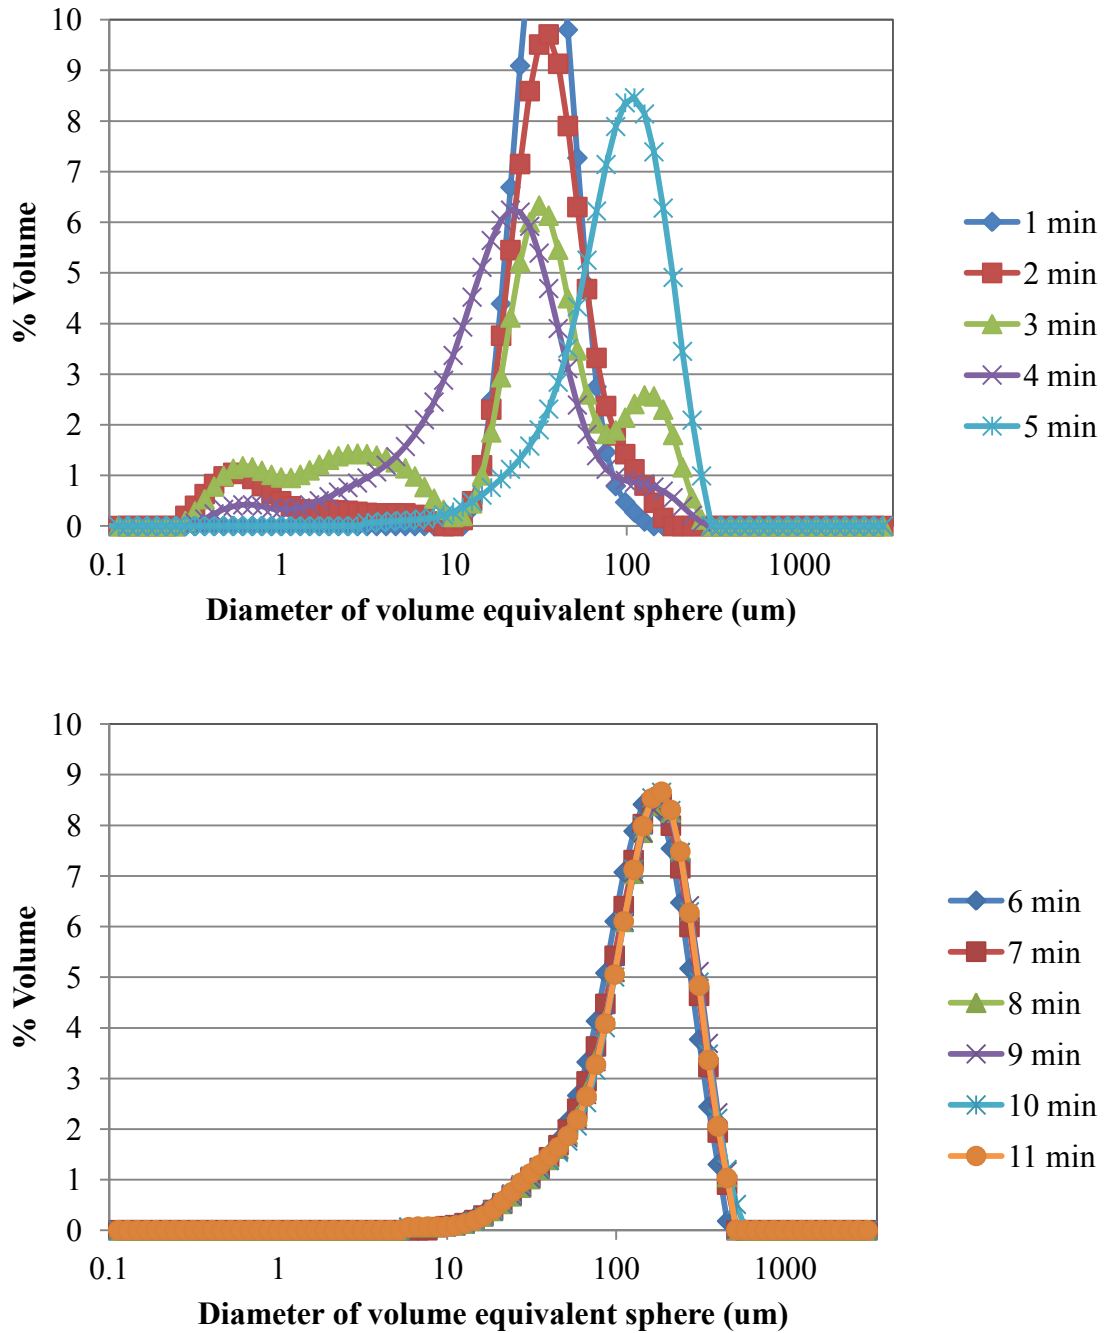 10
9
8
7
6
5
4
3
2
1
0
% Volume
0.1 1 10 100 1000
Diameter of volume equivalent sphere (um)
1 min
2 min
3 min
4 min
5 min
10
9
8
7
6
5
4
3
2
1
0
% Volume
0.1 1 10 100 1000
Diameter of volume equivalent sphere (um)
6 min
7 min
8 min
9 min
10 min
11 min